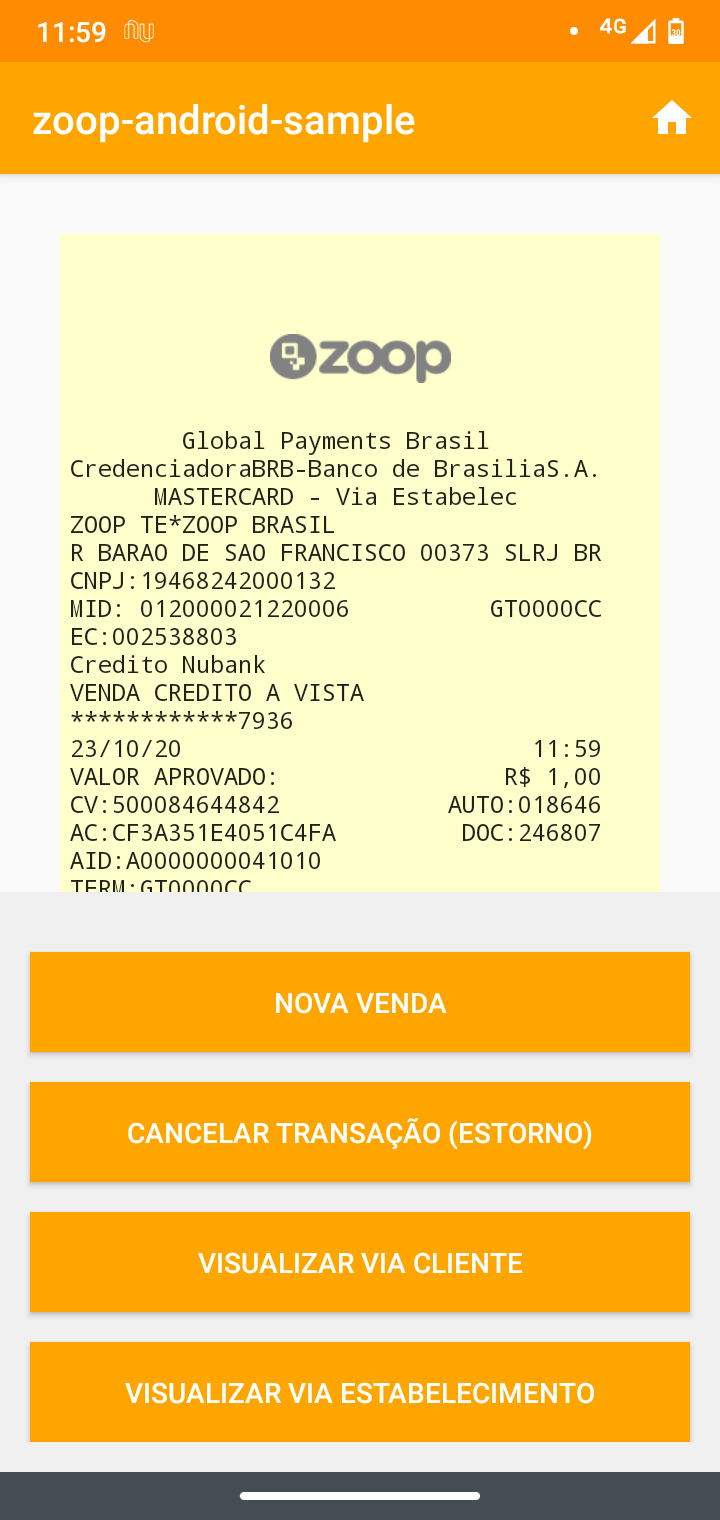 11:59
4G
30
zoop-android-sample
zoop
Global Payments Brasil
CredenciadoraBRB-Banco de BrasiliaS.A.
MASTERCARD - Via Estabelec
ZOOP TE*ZOOP BRASIL
R BARAO DE SAO FRANCISCO 00373 SLRJ BR
CNPJ:19468242000132
MID: 012000021220006 GT0000CC
EC:002538803
Credito Nubank
VENDA CREDITO A VISTA
************7936
23/10/20 11:59
VALOR APROVADO: R$ 1,00
CV:500084644842 AUTO:018646
AC:CF3A351E4051C4FA DOC:246807
AID:A0000000041010
TERM:GT0000CC
NOVA VENDA
CANCELAR TRANSAÇÃO (ESTORNO)
VISUALIZAR VIA CLIENTE
VISUALIZAR VIA ESTABELECIMENTO